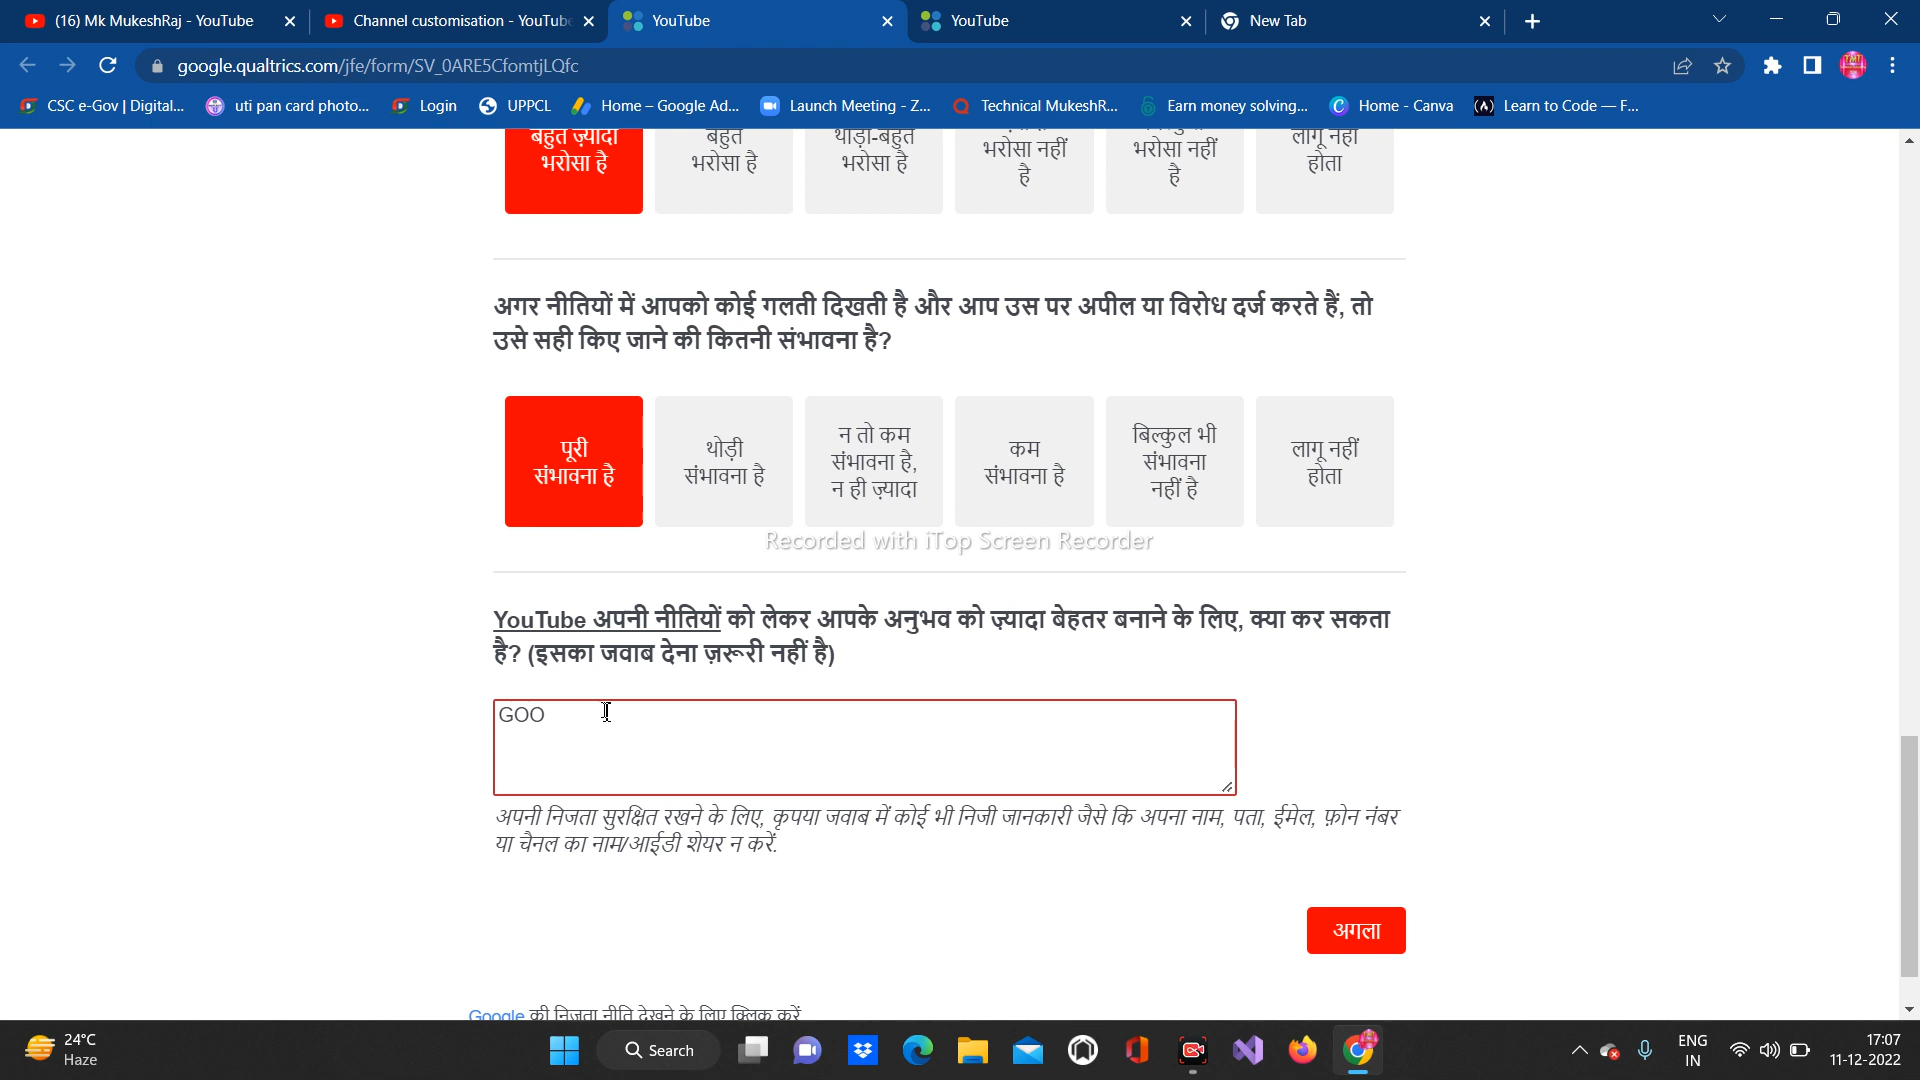 (16) Mk MukeshRaj - YouTube
Channel customisation - YouTube
YouTube
YouTube
New Tab
google.qualtrics.com/jfe/form/SV_0ARE5CfomtjLQfc
CSC e-Gov | Digital...
uti pan card photo...
Login
UPPCL
Home – Google Ad...
Launch Meeting - Z...
Technical MukeshR...
Earn money solving...
Home - Canva
Learn to Code — F...
बहुत ज़्यादा
भरोसा है
बहुत
भरोसा है
थोड़ा-बहुत
भरोसा है
भरोसा नहीं
है
भरोसा नहीं
है
लागू नहीं
होता
अगर नीतियों में आपको कोई गलती दिखती है और आप उस पर अपील या विरोध दर्ज करते हैं, तो
उसे सही किए जाने की कितनी संभावना है?
पूरी
संभावना है
थोड़ी
संभावना है
न तो कम
संभावना है,
न ही ज़्यादा
कम
संभावना है
बिल्कुल भी
संभावना
नहीं है
लागू नहीं
होता
Recorded with iTop Screen Recorder
YouTube अपनी नीतियों को लेकर आपके अनुभव को ज़्यादा बेहतर बनाने के लिए, क्या कर सकता
है? (इसका जवाब देना ज़रूरी नहीं है)
GOO
अपनी निजता सुरक्षित रखने के लिए, कृपया जवाब में कोई भी निजी जानकारी जैसे कि अपना नाम, पता, ईमेल, फ़ोन नंबर
या चैनल का नाम/आईडी शेयर न करें.
अगला
Google की निजता नीति देखने के लिए क्लिक करें
24°C
Haze
Search
ENG
IN
17:07
11-12-2022